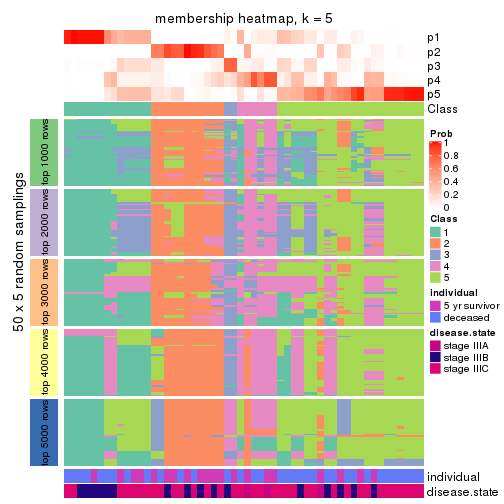 membership heatmap, k = 5
p1
p2
p3
p4
p5
Class
50 x 5 random samplings
top 1000 rows
top 2000 rows
top 3000 rows
top 4000 rows
top 5000 rows
individual
disease.state
Prob
1
0.8
0.6
0.4
0.2
0
Class
1
2
3
4
5
individual
5 yr survivor
deceased
disease.state
stage IIIA
stage IIIB
stage IIIC